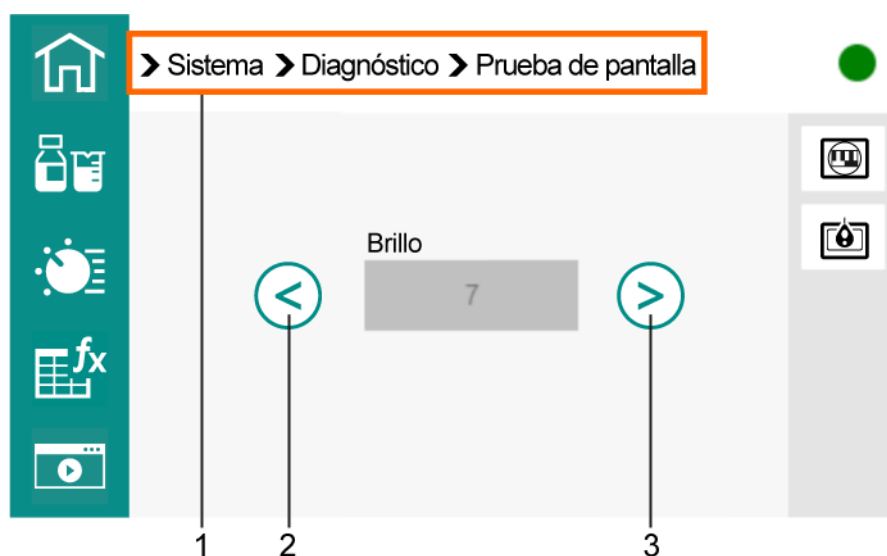 ❯ Sistema ❯ Diagnóstico ❯ Prueba de pantalla
Brillo
< 7 >
fx
1 2 3